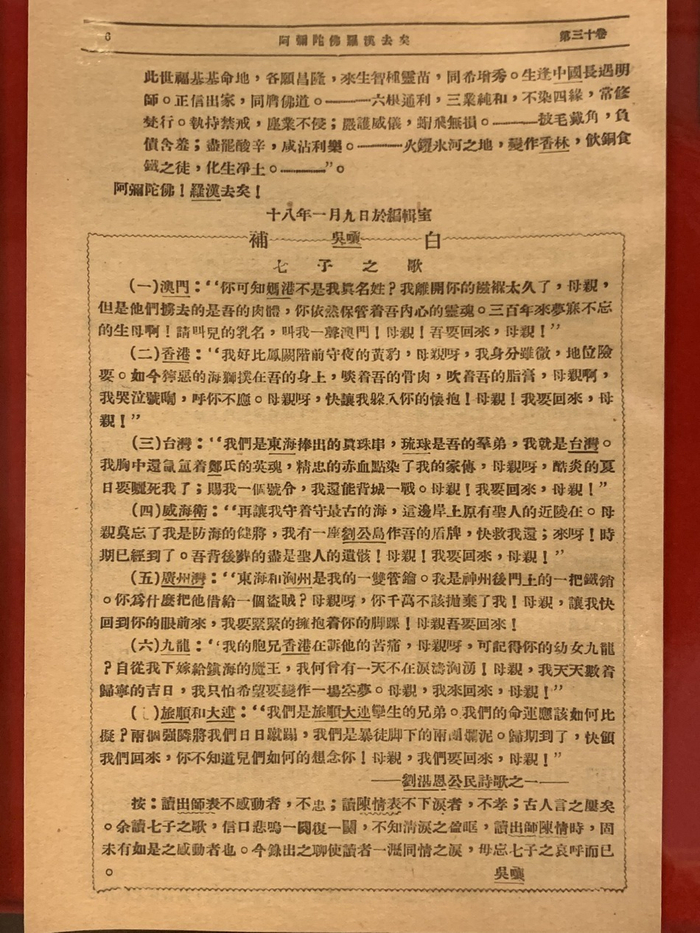 6 阿彌陀佛羅漢去矣 第三十卷
此世福基基命地，各願昌隆，來生智種靈苗，同希增秀。生逢中國長遇明
師。正信出家，同膺佛道。——六根通利，三業純和，不染四緣，常修
梵行。執持禁戒，塵業不侵；嚴護威儀，蜎飛無損。——被毛戴角，負
債含羞；盡罷酸辛，咸沾利樂。——火鑊氷河之地，變作香林，飲銅食
鐵之徒，化生凈土。——”。
阿彌陀佛！羅漢去矣！
十八年一月九日於編輯室
補 吳曠 白
七子之歌
(一)澳門：“你可知媽港不是我眞名姓？我離開你的襁褓太久了，母親，
但是他們擄去的是吾的肉體，你依然保管着吾內心的靈魂。三百年來夢寐不忘
的生母啊！請叫兒的乳名，叫我一聲澳門！母親！吾要回來，母親！”
(二)香港：“我好比鳳闕階前守夜的黃豹，母親呀，我身分雖微，地位險
要。如今獰惡的海獅撲在吾的身上，啖着吾的骨肉，吹着吾的脂膏，母親啊，
我哭泣號啕，呼你不應。母親呀，快讓我躲入你的懷抱！母親！我要回來，母
親！”
(三)台灣：“我們是東海捧出的眞珠串，琉球是吾的羣弟，我就是台灣。
我胸中還氤氳着鄭氏的英魂，精忠的赤血點染了我的家傳，母親呀，酷炎的夏
日要曬死我了；賜我一個號令，我還能背城一戰。母親！我要回來，母親！”
(四)威海衛：“再讓我守着守最古的海，這邊岸上原有聖人的近陵在。母
親莫忘了我是防海的健將，我有一座劉公島作吾的盾牌，快救我還；來呀！時
期已經到了。吾背後葬的盡是聖人的遺骸！母親！我要回來，母親！”
(五)廣州灣：“東海和洵州是我的一雙管鑰。我是神州後門上的一把鐵銷
。你爲什麼把他借給一個盜賊？母親呀，你千萬不該拋棄了我！母親，讓我快
回到你的眼前來，我要緊緊的擁抱着你的脚踝！母親吾要回來！
(六)九龍：“我的胞兄香港在訴他的苦痛，母親呀，可記得你的幼女九龍
？自從我下嫁給鎭海的魔王，我何曾有一天不在淚濤洶湧！母親，我天天數着
歸寧的吉日，我只怕希望要變作一場空夢。母親，我來回來，母親！”
( )旅順和大連：“我們是旅順大連孿生的兄弟。我們的命運應該如何比
擬？兩個强隣將我們日日蹴踢，我們是暴徒脚下的兩團爛泥。歸期到了，快領
我們回來，你不知道兒們如何的想念你！母親，我們要回來，母親！”
——劉湛恩公民詩歌之一——
按：讀出師表不感動者，不忠；讀陳情表不下淚者，不孝；古人言之屢矣
。余讀七子之歌，信口悲鳴一闋復一闋，不知清淚之盈眶，讀出師陳情時，固
未有如是之感動者也。今錄出之聊使讀者一灑同情之淚，毋忘七子之哀呼而已
。 吳曠